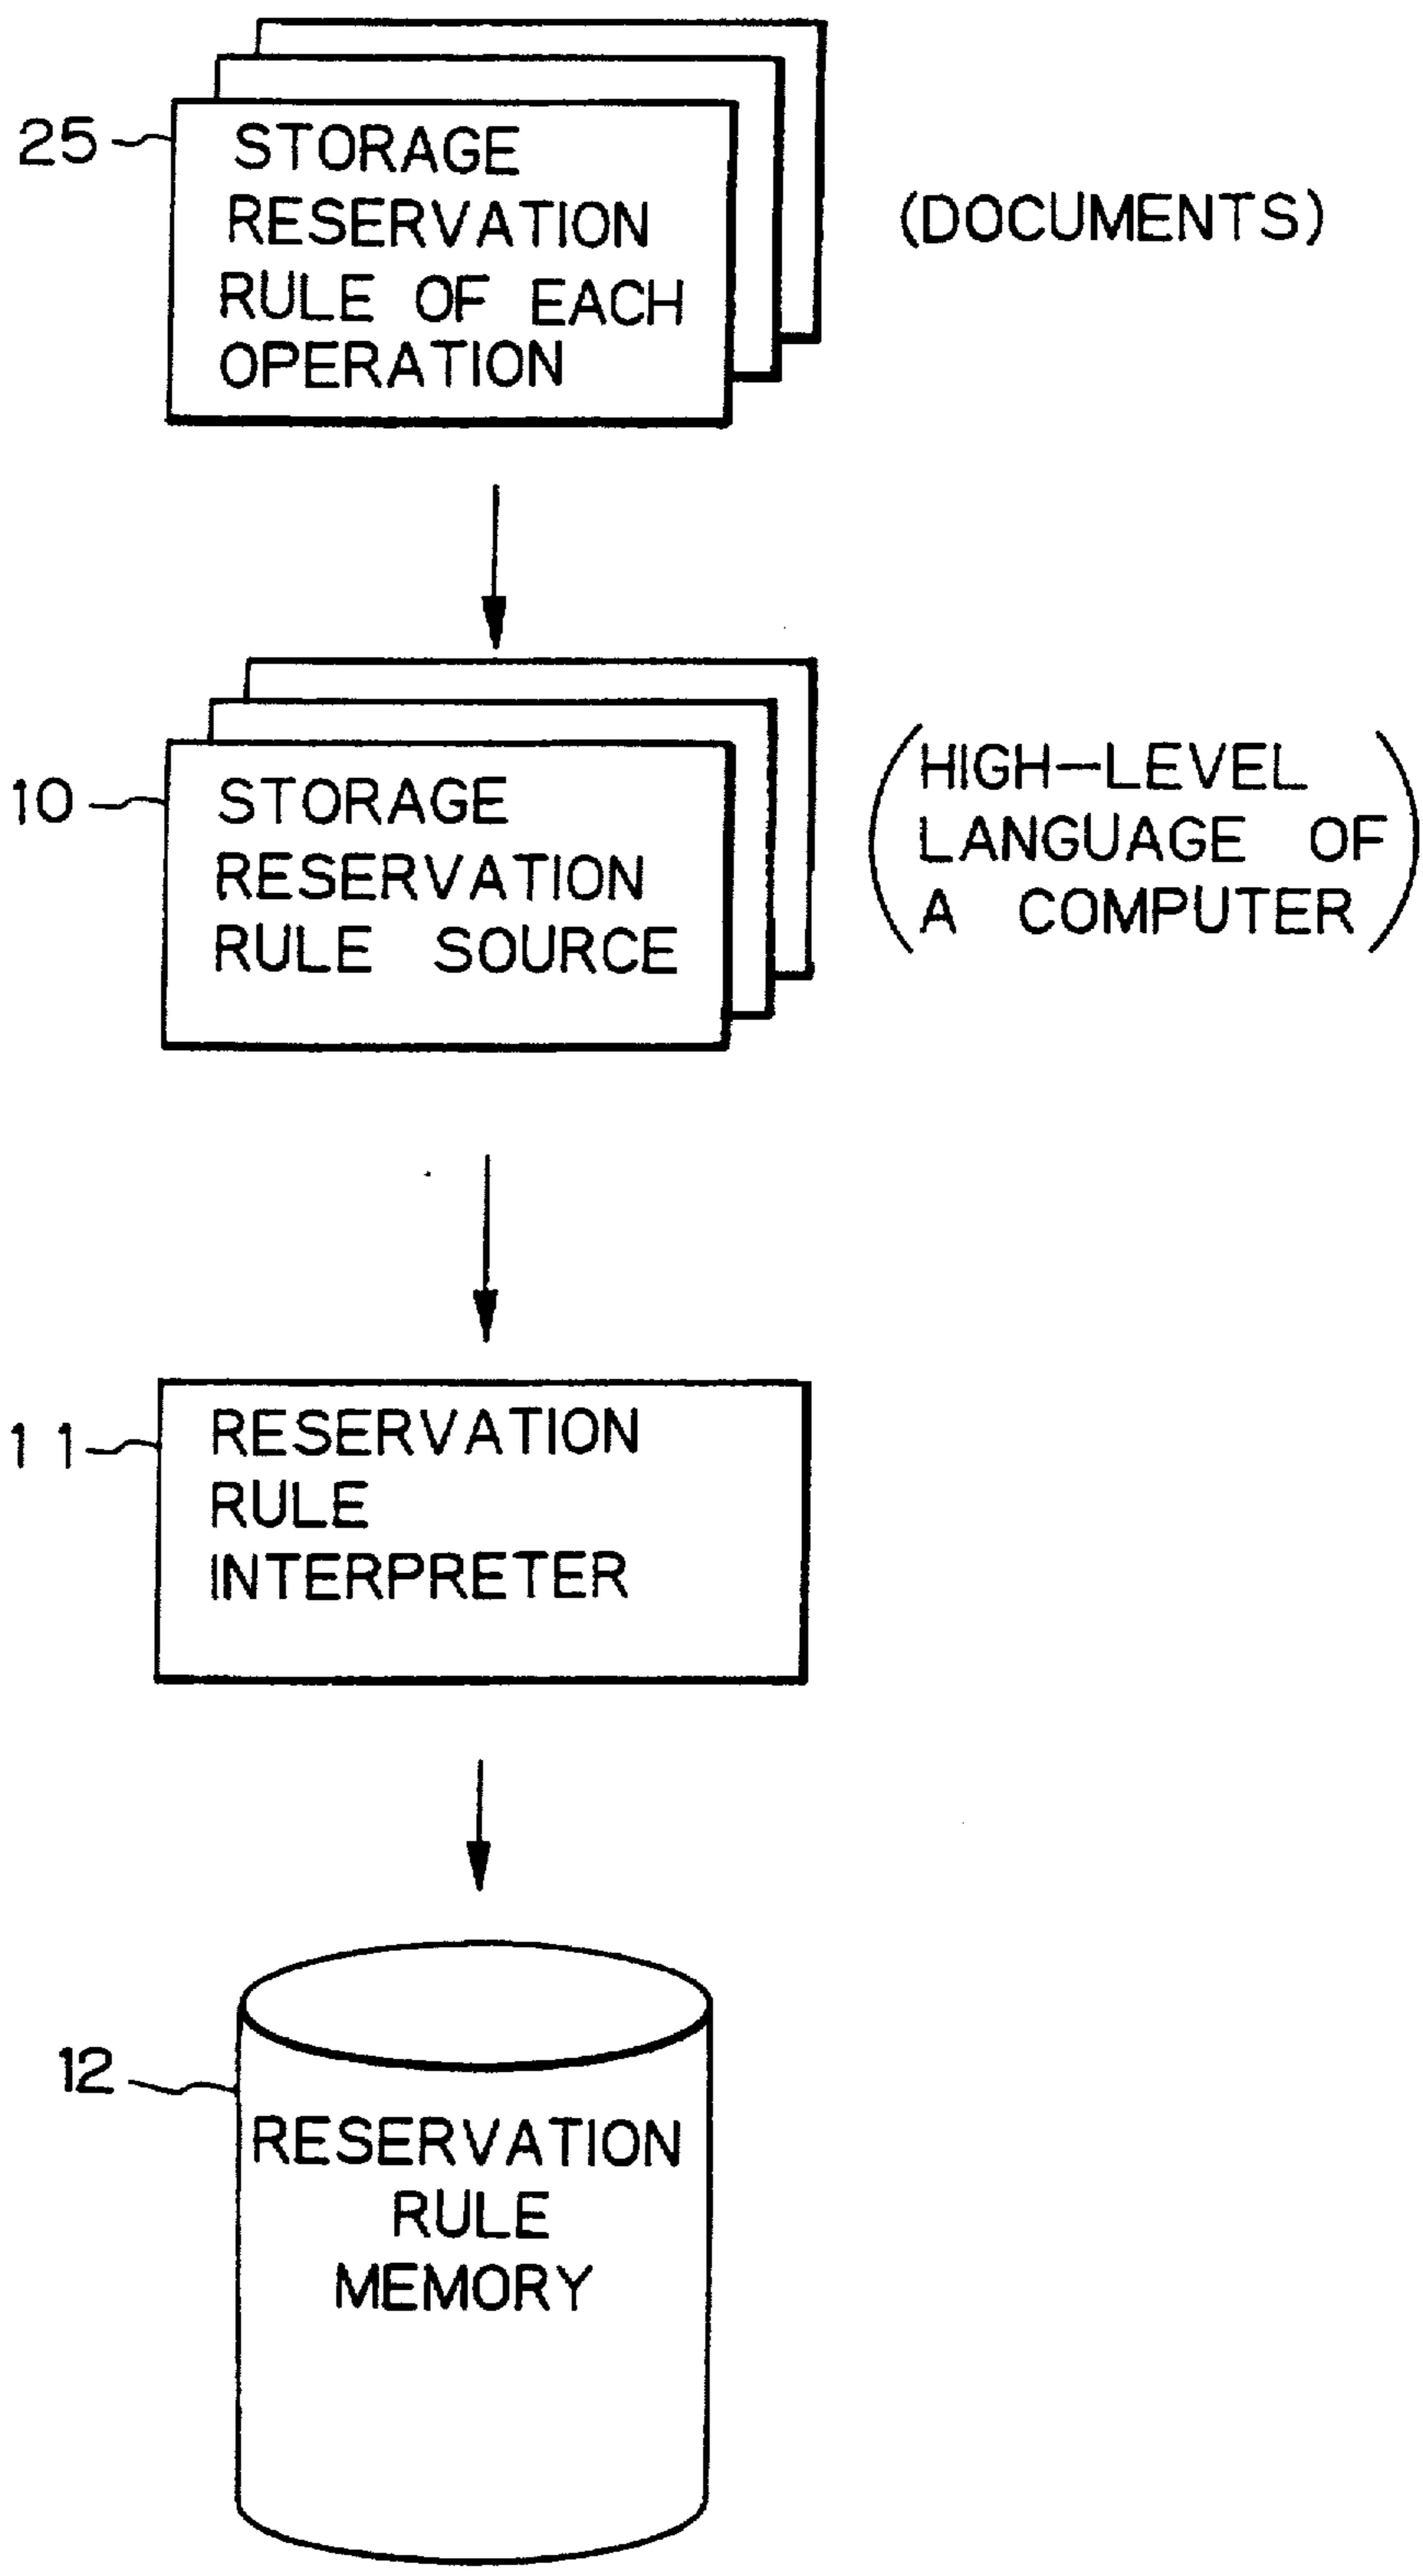 25
STORAGE
RESERVATION
RULE OF EACH
OPERATION
(DOCUMENTS)
10
STORAGE
RESERVATION
RULE SOURCE
(HIGH-LEVEL
LANGUAGE OF
A COMPUTER)
11
RESERVATION
RULE
INTERPRETER
12
RESERVATION
RULE
MEMORY